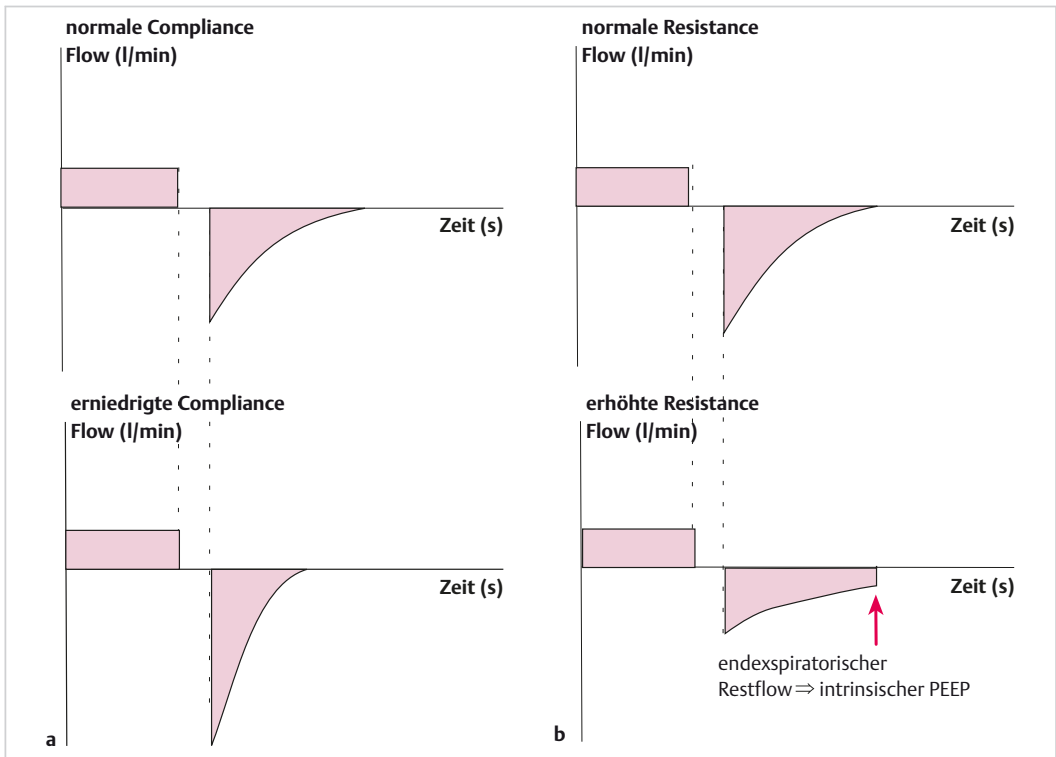 normale Compliance
Flow (l/min)
Zeit (s)
erniedrigte Compliance
Flow (l/min)
Zeit (s)
a
normale Resistance
Flow (l/min)
Zeit (s)
erhöhte Resistance
Flow (l/min)
Zeit (s)
endexspiratorischer
Restflow ⇒ intrinsischer PEEP
b